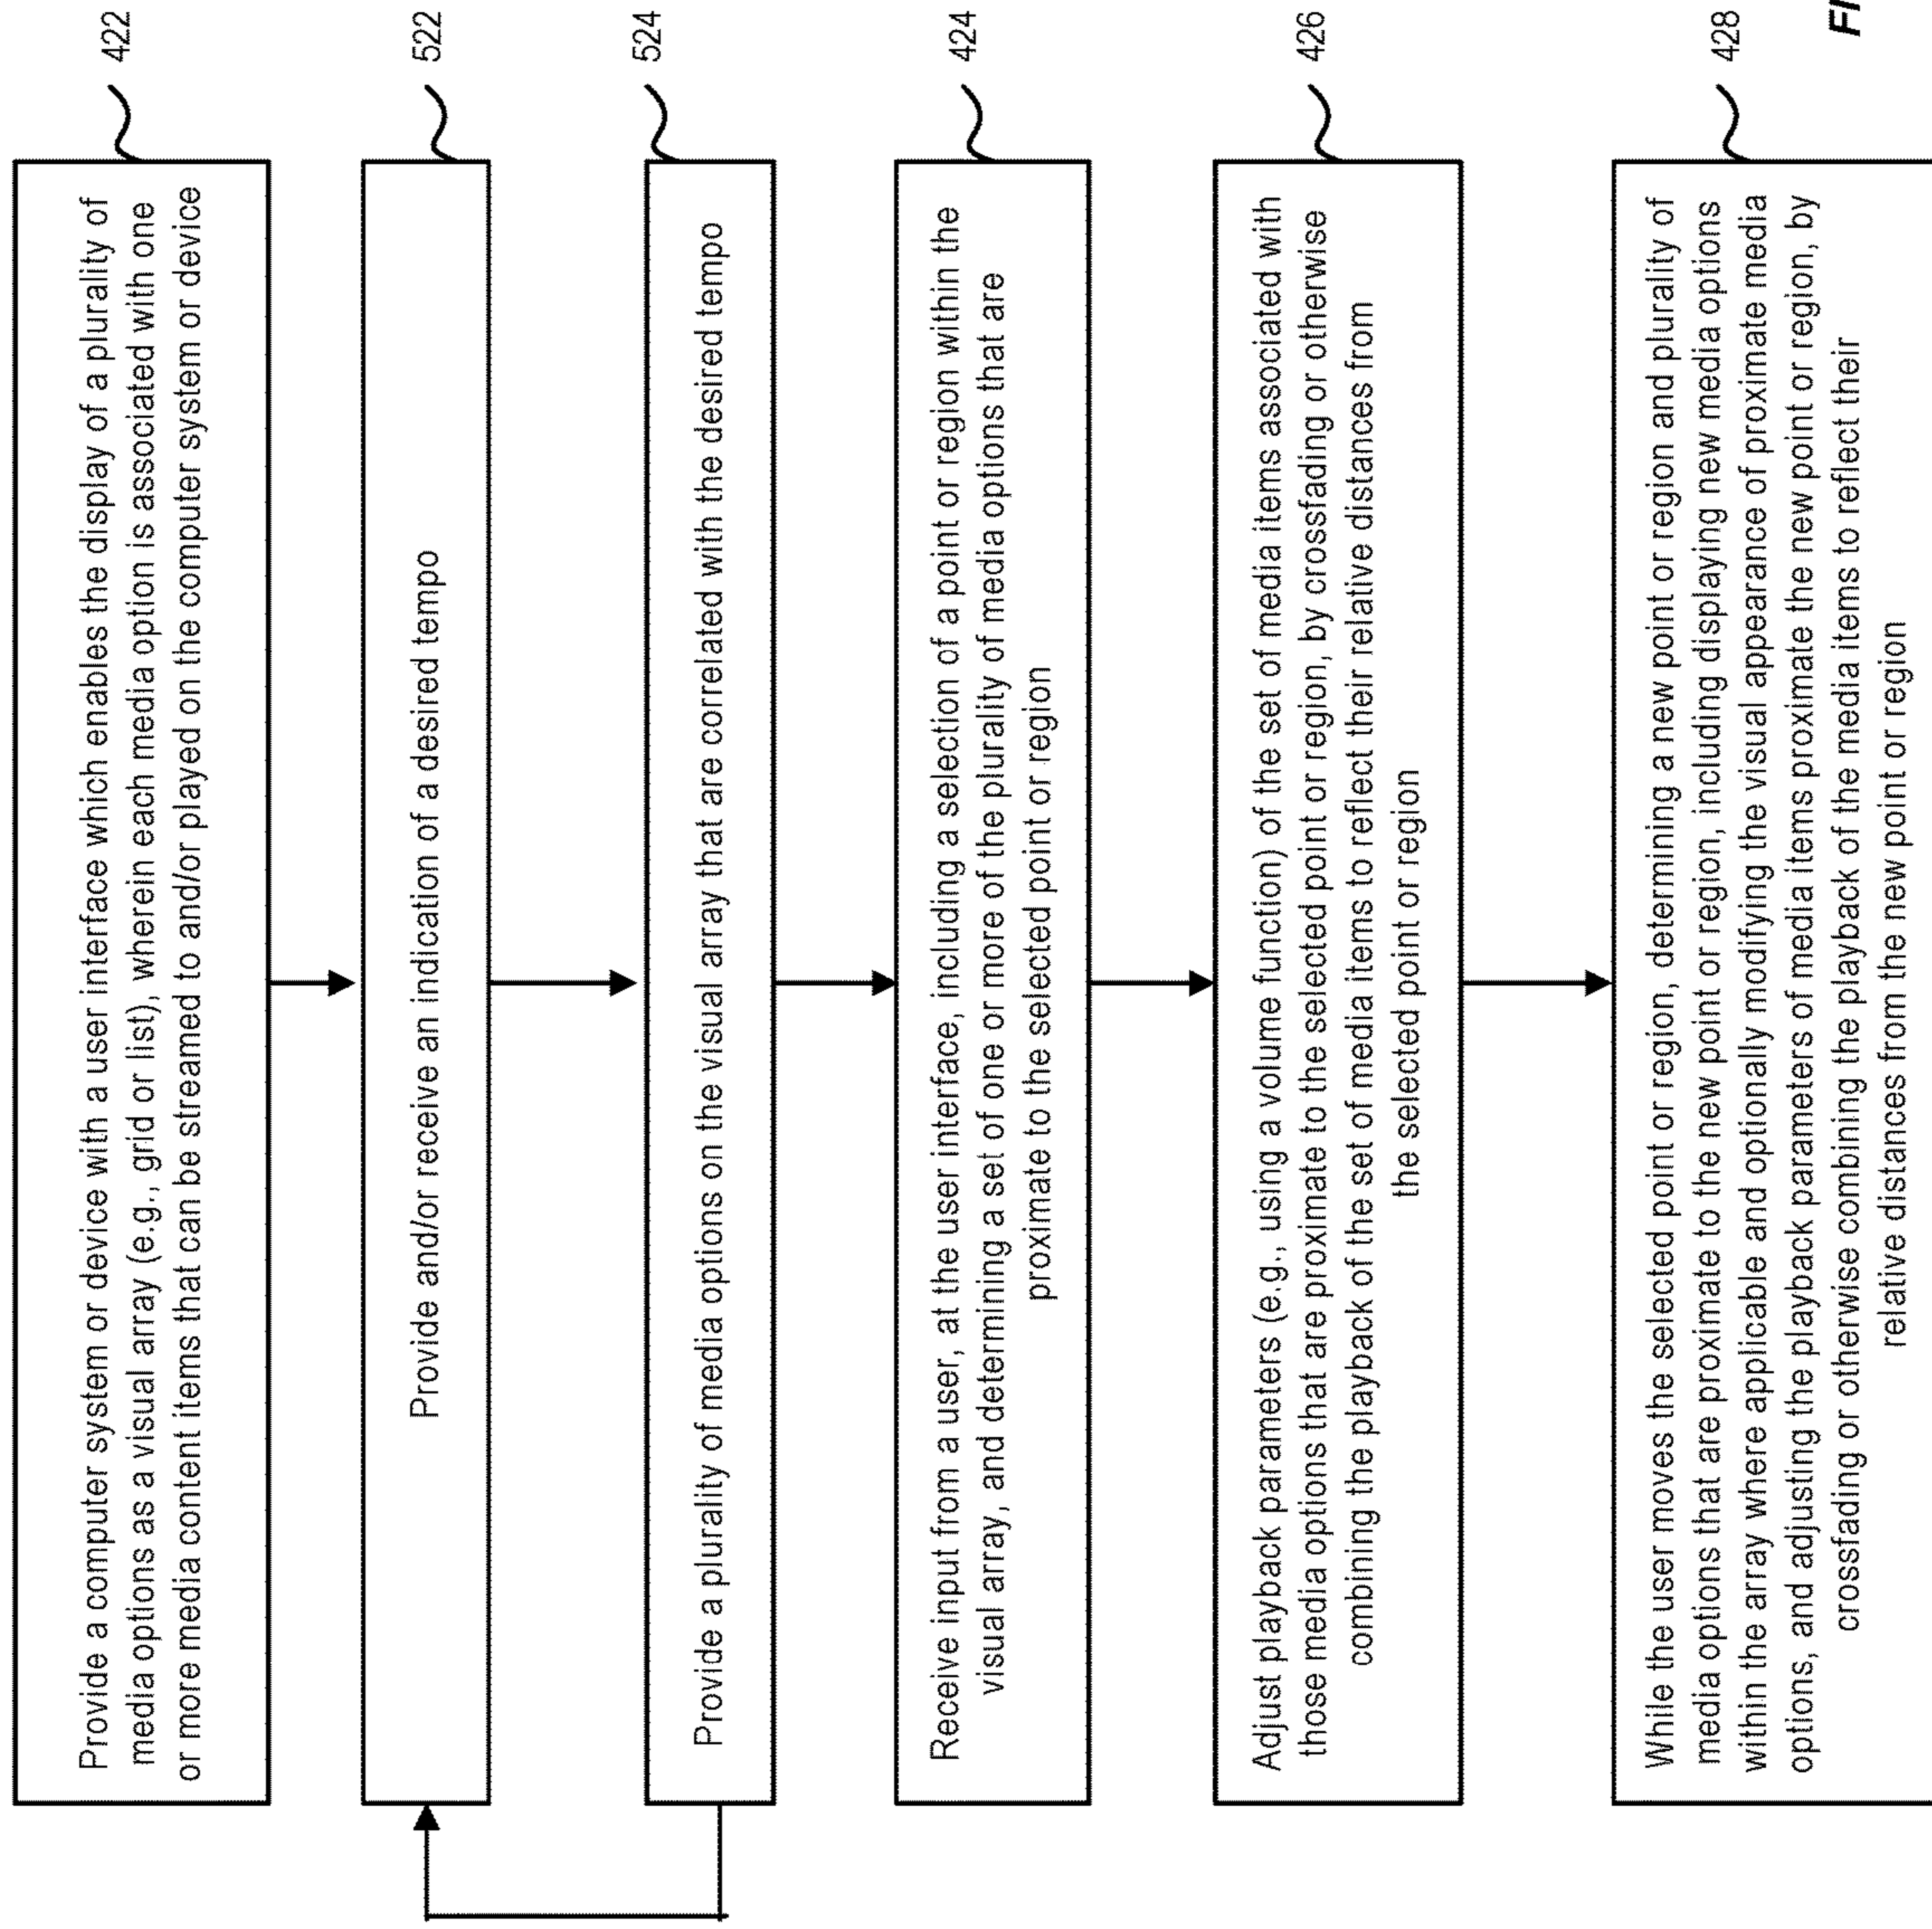 Provide a computer system or device with a user interface which enables the display of a plurality of
media options as a visual array (e.g., grid or list), wherein each media option is associated with one
or more media content items that can be streamed to and/or played on the computer system or device
422
Provide and/or receive an indication of a desired tempo
522
Provide a plurality of media options on the visual array that are correlated with the desired tempo
524
Receive input from a user, at the user interface, including a selection of a point or region within the
visual array, and determining a set of one or more of the plurality of media options that are
proximate to the selected point or region
424
Adjust playback parameters (e.g., using a volume function) of the set of media items associated with
those media options that are proximate to the selected point or region, by crossfading or otherwise
combining the playback of the set of media items to reflect their relative distances from
the selected point or region
426
While the user moves the selected point or region, determining a new point or region and plurality of
media options that are proximate to the new point or region, including displaying new media options
within the array where applicable and optionally modifying the visual appearance of proximate media
options, and adjusting the playback parameters of media items proximate the new point or region, by
crossfading or otherwise combining the playback of the media items to reflect their
relative distances from the new point or region
428